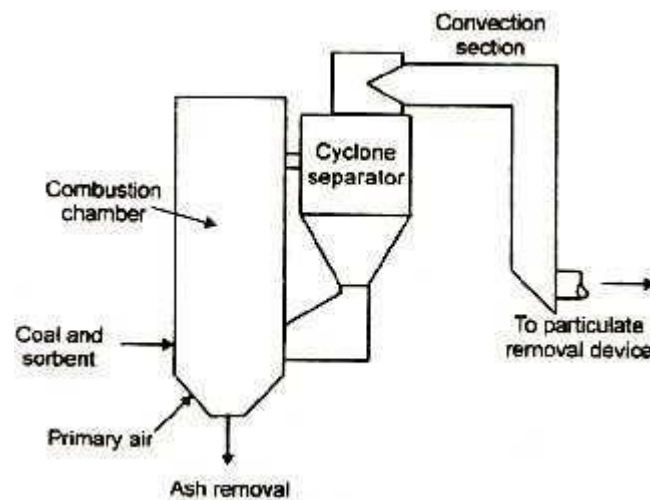 Convection
section
Cyclone
separator
Combustion
chamber
Coal and
sorbent
To particulate
removal device
Primary air
Ash removal